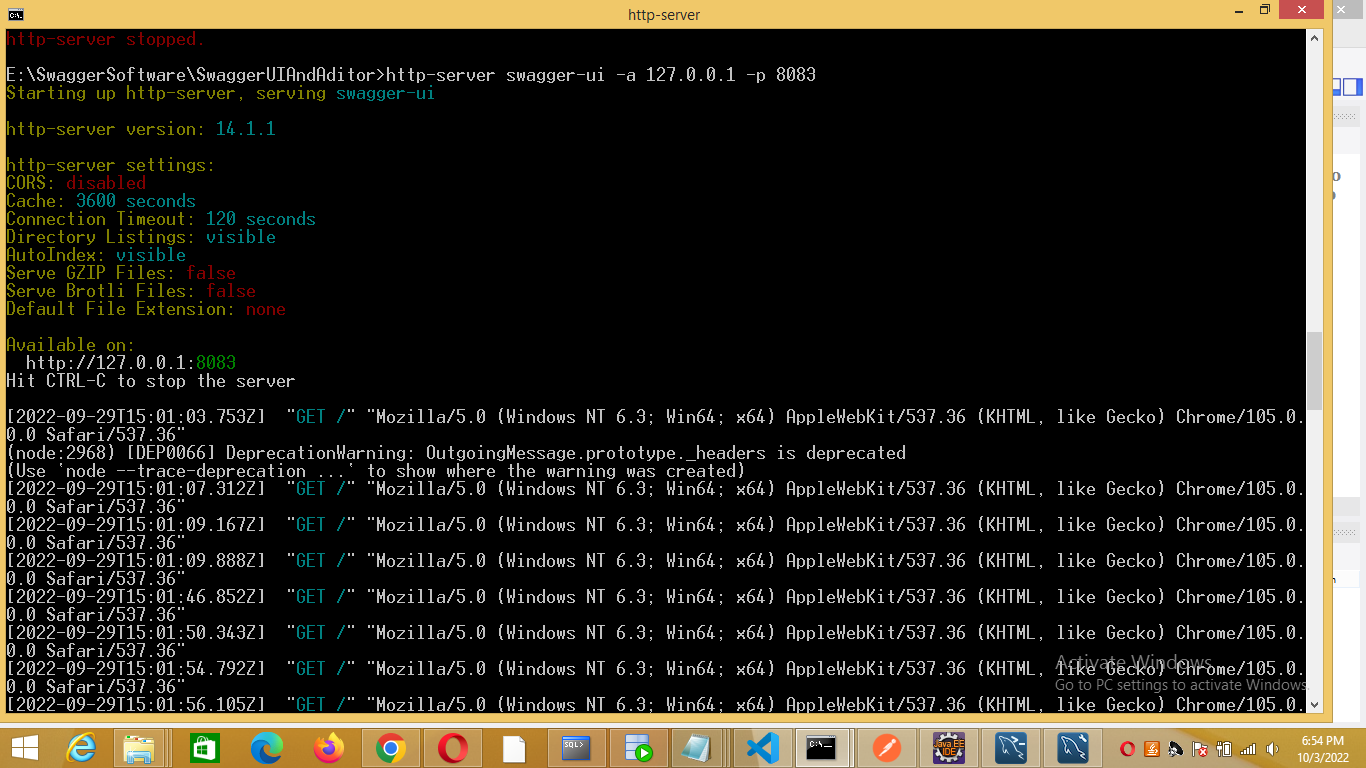 http-server
http-server stopped.
E:\SwaggerSoftware\SwaggerUIAndAditor>http-server swagger-ui -a 127.0.0.1 -p 8083
Starting up http-server, serving swagger-ui
http-server version: 14.1.1
http-server settings:
CORS: disabled
Cache: 3600 seconds
Connection Timeout: 120 seconds
Directory Listings: visible
AutoIndex: visible
Serve GZIP Files: false
Serve Brotli Files: false
Default File Extension: none
Available on:
http://127.0.0.1:8083
Hit CTRL-C to stop the server
[2022-09-29T15:01:03.753Z] "GET /" "Mozilla/5.0 (Windows NT 6.3; Win64; x64) AppleWebKit/537.36 (KHTML, like Gecko) Chrome/105.0.
0.0 Safari/537.36"
(node:2968) [DEP0066] DeprecationWarning: OutgoingMessage.prototype._headers is deprecated
(Use `node --trace-deprecation ...` to show where the warning was created)
[2022-09-29T15:01:07.312Z] "GET /" "Mozilla/5.0 (Windows NT 6.3; Win64; x64) AppleWebKit/537.36 (KHTML, like Gecko) Chrome/105.0.
0.0 Safari/537.36"
[2022-09-29T15:01:09.167Z] "GET /" "Mozilla/5.0 (Windows NT 6.3; Win64; x64) AppleWebKit/537.36 (KHTML, like Gecko) Chrome/105.0.
0.0 Safari/537.36"
[2022-09-29T15:01:09.888Z] "GET /" "Mozilla/5.0 (Windows NT 6.3; Win64; x64) AppleWebKit/537.36 (KHTML, like Gecko) Chrome/105.0.
0.0 Safari/537.36"
[2022-09-29T15:01:46.852Z] "GET /" "Mozilla/5.0 (Windows NT 6.3; Win64; x64) AppleWebKit/537.36 (KHTML, like Gecko) Chrome/105.0.
0.0 Safari/537.36"
[2022-09-29T15:01:50.343Z] "GET /" "Mozilla/5.0 (Windows NT 6.3; Win64; x64) AppleWebKit/537.36 (KHTML, like Gecko) Chrome/105.0.
0.0 Safari/537.36"
[2022-09-29T15:01:54.792Z] "GET /" "Mozilla/5.0 (Windows NT 6.3; Win64; x64) AppleWebKit/537.36 (KHTML, like Gecko) Chrome/105.0.
0.0 Safari/537.36"
[2022-09-29T15:01:56.105Z] "GET /" "Mozilla/5.0 (Windows NT 6.3; Win64; x64) AppleWebKit/537.36 (KHTML, like Gecko) Chrome/105.0.
Activate Windows
Go to PC settings to activate Windows.
SQL>
Java EE
IDE
6:54 PM
10/3/2022